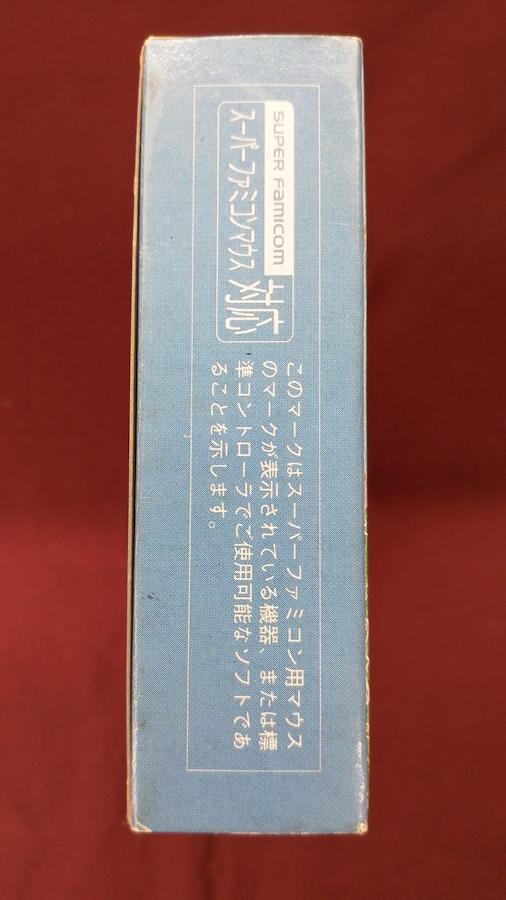 SUPER Famicom
スーパーファミコンマウス 対応
このマークはスーパーファミコン用マウス
のマークが表示されている機器、または標
準コントローラでご使用可能なソフトであ
ることを示します。